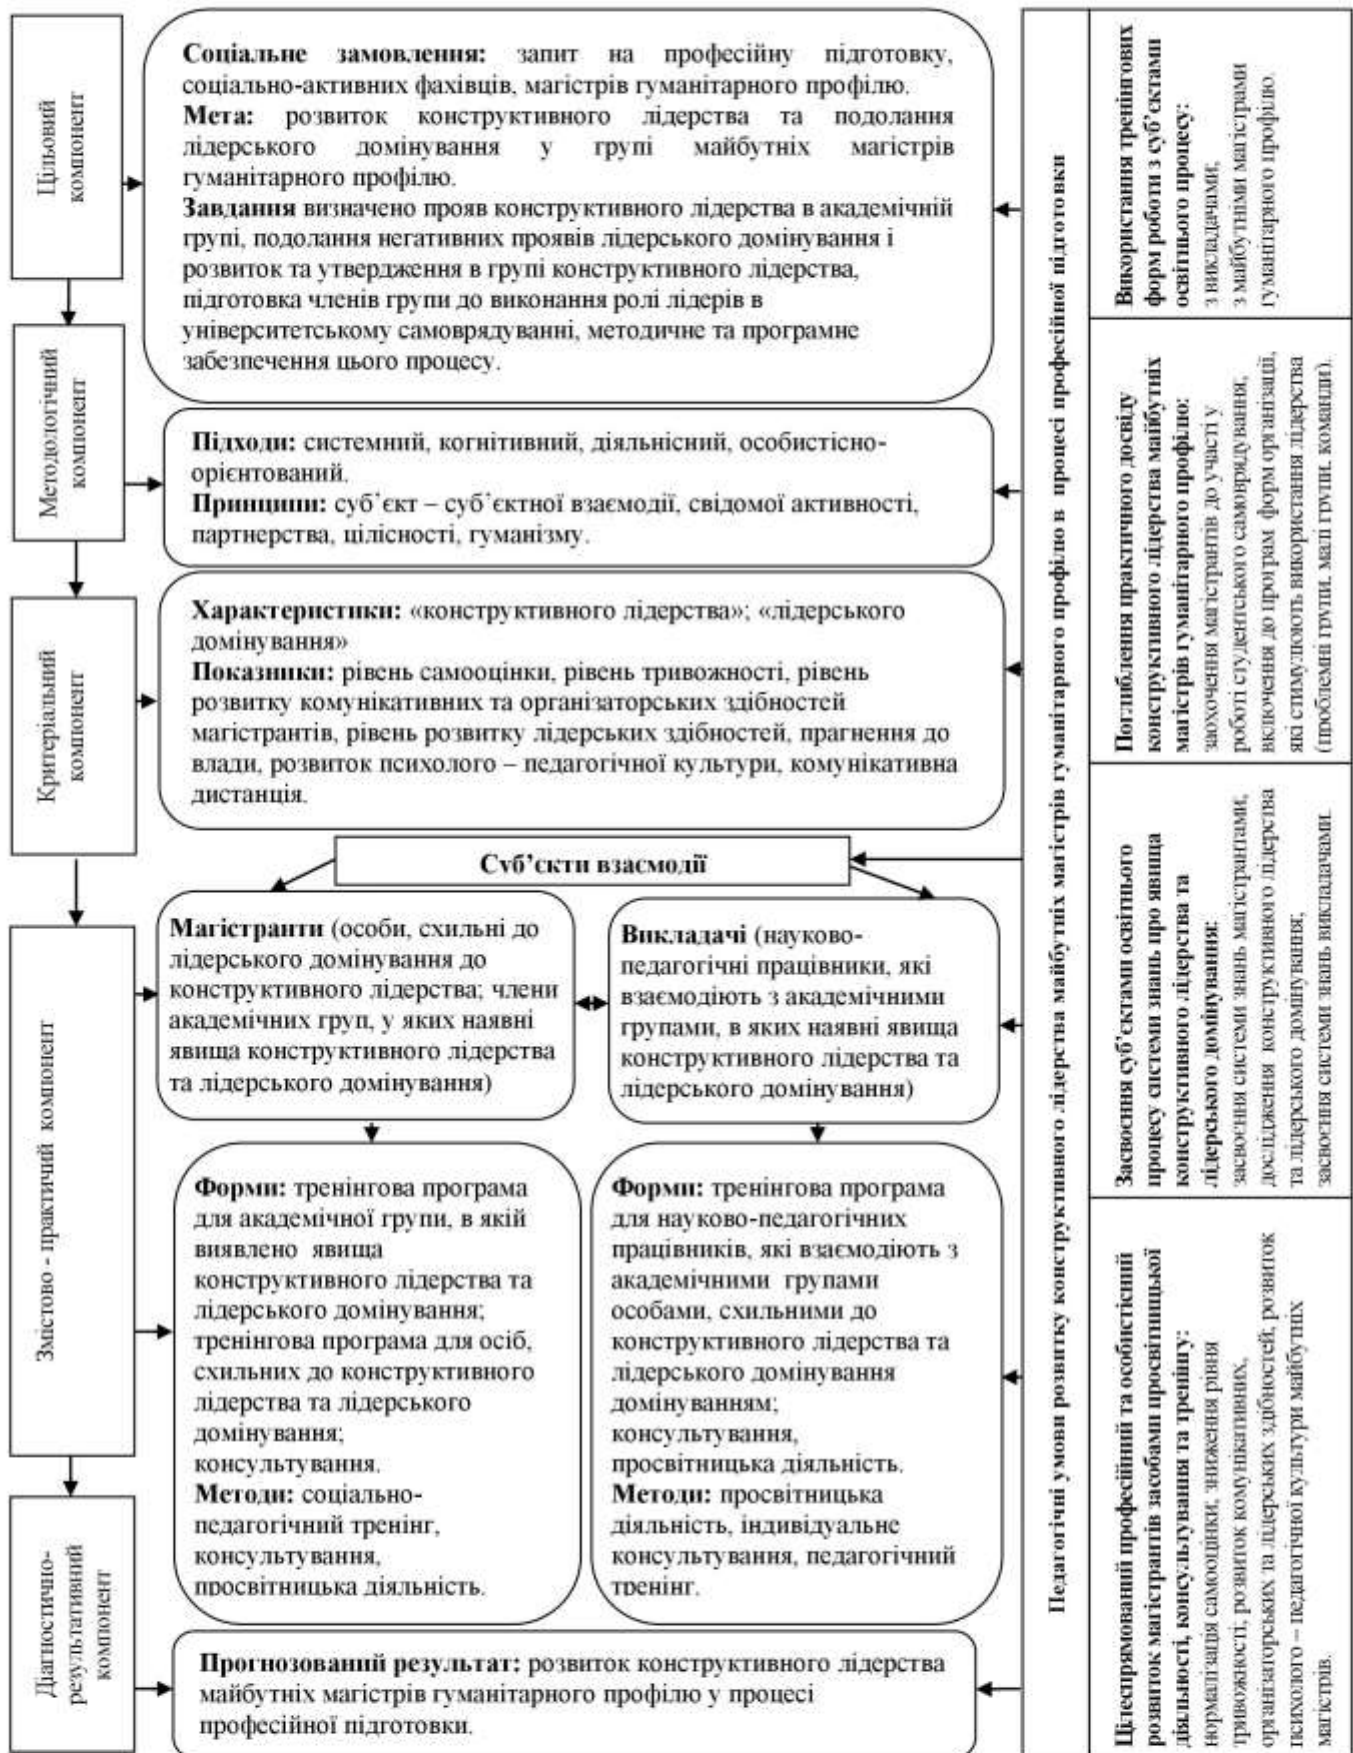 Цільовий
компонент
Соціальне замовлення: запит на професійну підготовку,
соціально-активних фахівців, магістрів гуманітарного профілю.
Мета: розвиток конструктивного лідерства та подолання
лідерського домінування у групі майбутніх магістрів
гуманітарного профілю.
Завдання визначено прояв конструктивного лідерства в академічній
групі, подолання негативних проявів лідерського домінування і
розвиток та утвердження в групі конструктивного лідерства,
підготовка членів групи до виконання ролі лідерів в
університетському самоврядуванні, методичне та програмне
забезпечення цього процесу.
Методологічний
компонент
Підходи: системний, когнітивний, діяльнісний, особистісно-
орієнтований.
Принципи: суб᾽єкт – суб᾽єктної взаємодії, свідомої активності,
партнерства, цілісності, гуманізму.
Критеріальний
компонент
Характеристики: «конструктивного лідерства»; «лідерського
домінування»
Показники: рівень самооцінки, рівень тривожності, рівень
розвитку комунікативних та організаторських здібностей
магістрантів, рівень розвитку лідерських здібностей, прагнення до
влади, розвиток психолого – педагогічної культури, комунікативна
дистанція.
Змістово - практичий компонент
Суб’єкти взаємодії
Магістранти (особи, схильні до
лідерського домінування до
конструктивного лідерства; члени
академічних груп, у яких наявні
явища конструктивного лідерства
та лідерського домінування)
Викладачі (науково-
педагогічні працівники, які
взаємодіють з академічними
групами, в яких наявні явища
конструктивного лідерства та
лідерського домінування)
Форми: тренінгова програма
для академічної групи, в якій
виявлено явища
конструктивного лідерства та
лідерського домінування;
тренінгова програма для осіб,
схильних до конструктивного
лідерства та лідерського
домінування;
консультування.
Методи: соціально-
педагогічний тренінг,
консультування,
просвітницька діяльність.
Форми: тренінгова програма
для науково-педагогічних
працівників, які взаємодіють з
академічними групами
особами, схильними до
конструктивного лідерства та
лідерського домінування
домінуванням;
консультування,
просвітницька діяльність.
Методи: просвітницька
діяльність, індивідуальне
консультування, педагогічний
тренінг.
Діагностично-
результативний
компонент
Прогнозований результат: розвиток конструктивного лідерства
майбутніх магістрів гуманітарного профілю у процесі
професійної підготовки.
Педагогічні умови розвитку конструктивного лідерства майбутніх магістрів гуманітарного профілю в процесі професійної підготовки
Використання тренінгових
форм роботи з суб’єктами
освітнього процесу:
з викладачами;
з майбутніми магістрами
гуманітарного профілю.
Поглиблення практичного досвіду
конструктивного лідерства майбутніх
магістрів гуманітарного профілю:
заохочення магістрантів до участі у
роботі студентського самоврядування;
включення до програм форм організації,
які стимулюють використання лідерства
(проблемні групи, малі групи, команди).
Засвоєння суб’єктами освітнього
процесу системи знань про явища
конструктивного лідерства та
лідерського домінування:
засвоєння системи знань магістрантами;
дослідження конструктивного лідерства
та лідерського домінування;
засвоєння системи знань викладачами.
Цілеспрямований професійний та особистісний
розвиток магістрантів засобами просвітницької
діяльності, консультування та тренінгу:
нормалізація самооцінки, зниження рівня
тривожності, розвиток комунікативних,
організаторських та лідерських здібностей, розвиток
психолого – педагогічної культури майбутніх
магістрів.